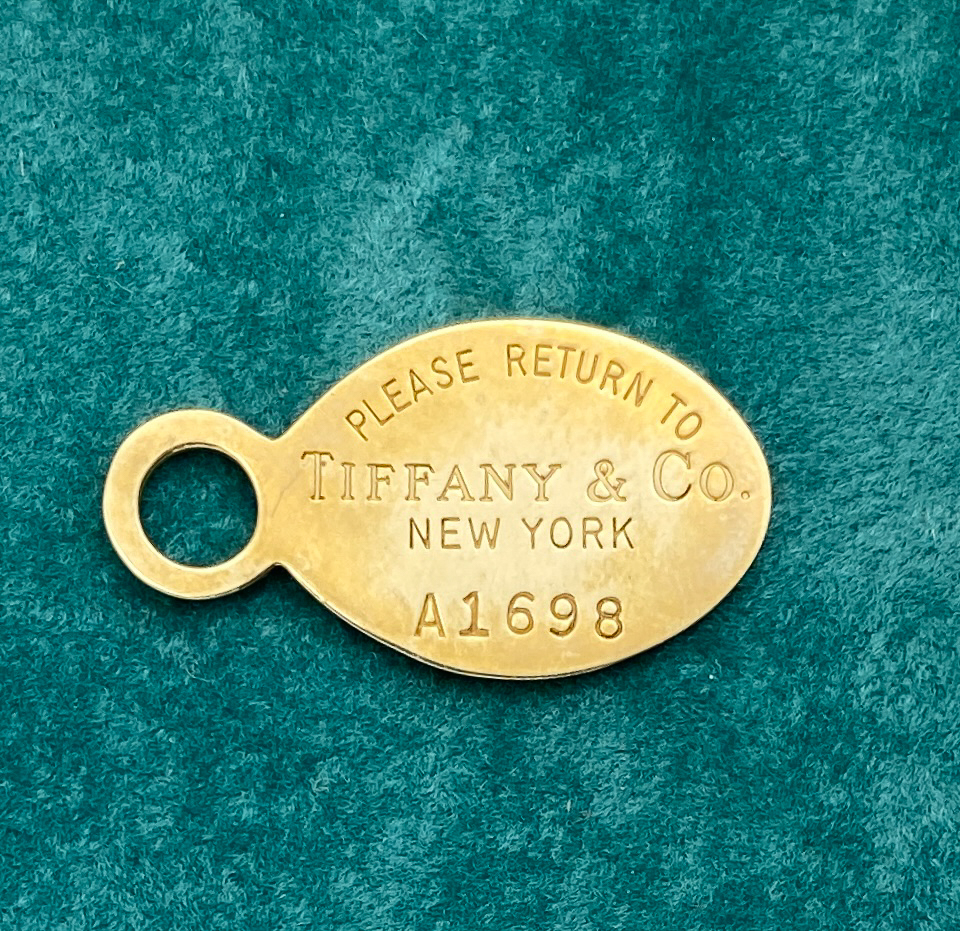 PLEASE RETURN TO
TIFFANY & CO.
NEW YORK
A1698